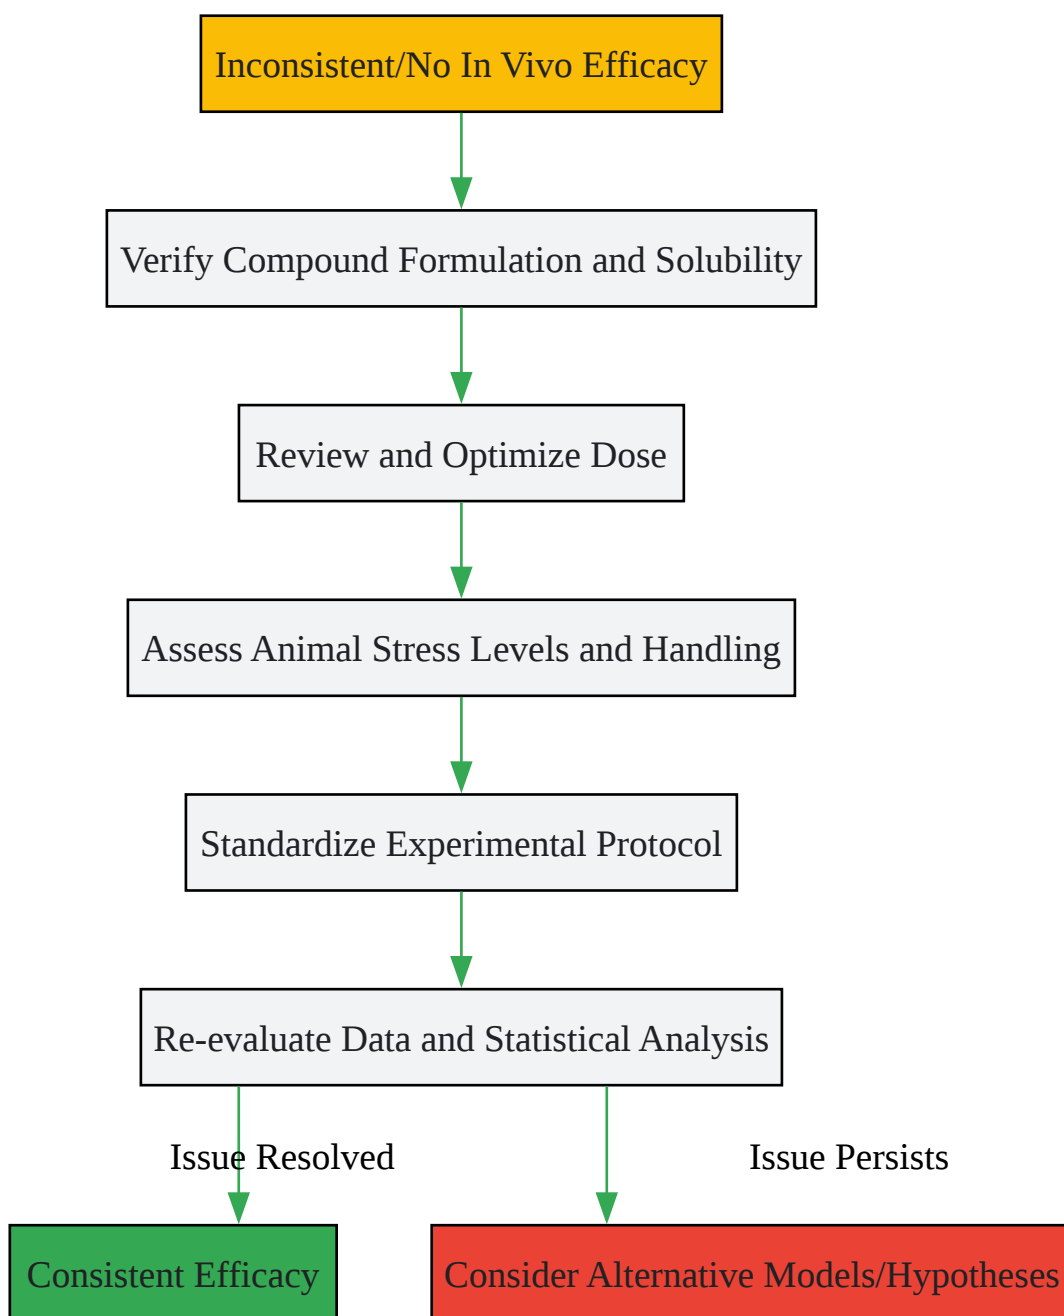 Inconsistent/No In Vivo Efficacy
Verify Compound Formulation and Solubility
Review and Optimize Dose
Assess Animal Stress Levels and Handling
Standardize Experimental Protocol
Re-evaluate Data and Statistical Analysis
Issue Resolved
Issue Persists
Consistent Efficacy
Consider Alternative Models/Hypotheses